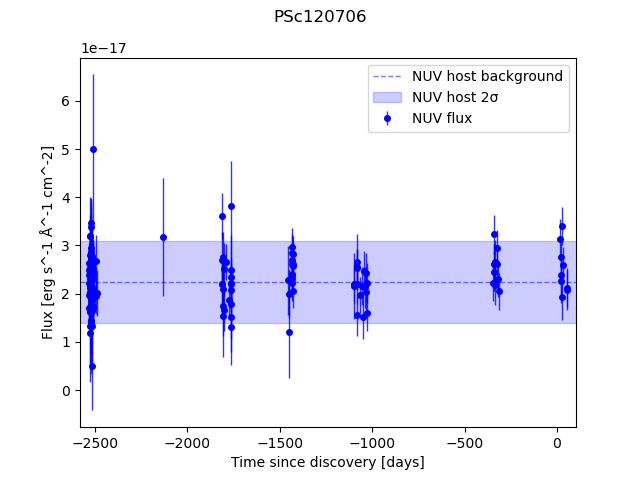 PSc120706
1e−17
NUV host background
NUV host 2σ
NUV flux
6
5
4
3
2
1
0
Flux [erg s^-1 Å^-1 cm^-2]
−2500 −2000 −1500 −1000 −500 0
Time since discovery [days]